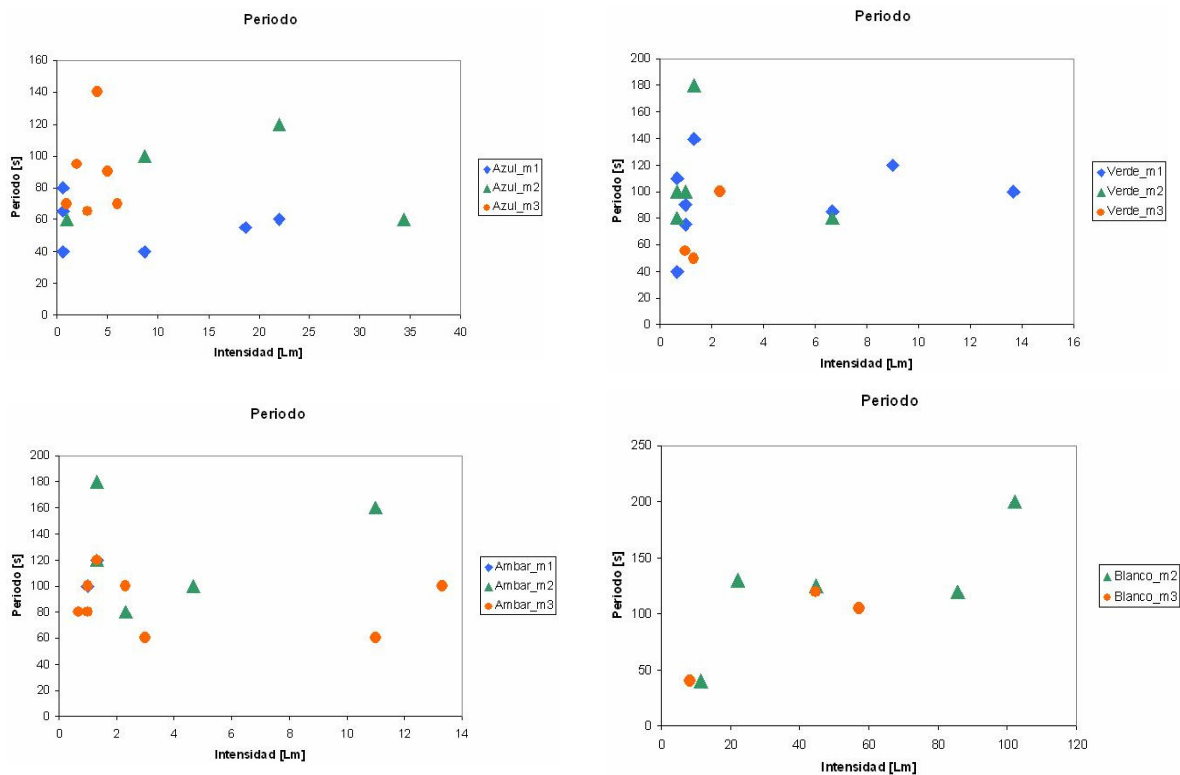 Periodo
Periodo [s]
160
140
120
100
80
60
40
20
0
0 5 10 15 20 25 30 35 40
Intensidad [Lm]
Azul_m1
Azul_m2
Azul_m3
Periodo
Periodo [s]
200
180
160
140
120
100
80
60
40
20
0
0 2 4 6 8 10 12 14 16
Intensidad [Lm]
Verde_m1
Verde_m2
Verde_m3
Periodo
Periodo [s]
200
180
160
140
120
100
80
60
40
20
0
0 2 4 6 8 10 12 14
Intensidad [Lm]
Ambar_m1
Ambar_m2
Ambar_m3
Periodo
Periodo [s]
250
200
150
100
50
0
0 20 40 60 80 100 120
Intensidad [Lm]
Blanco_m2
Blanco_m3